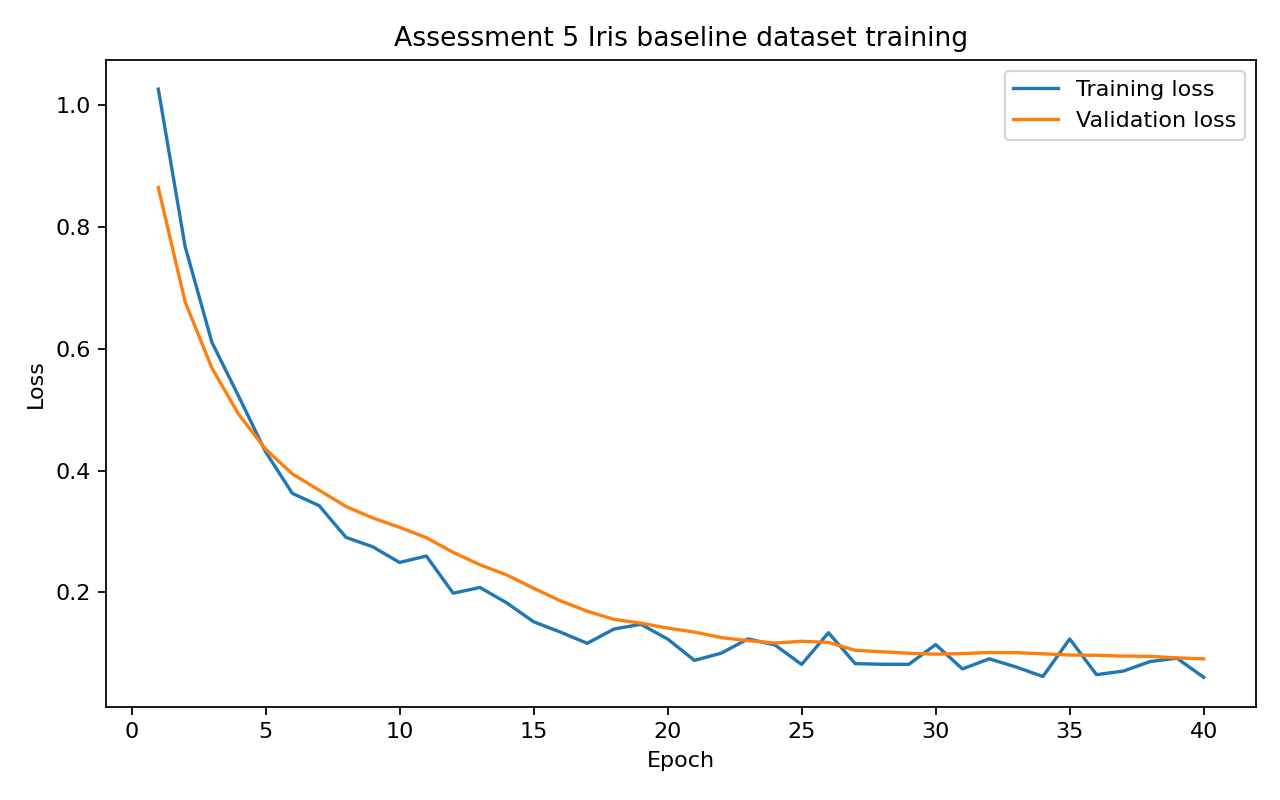 Assessment 5 Iris baseline dataset training
Training loss
Validation loss
1.0
0.8
0.6
0.4
0.2
Loss
0 5 10 15 20 25 30 35 40
Epoch